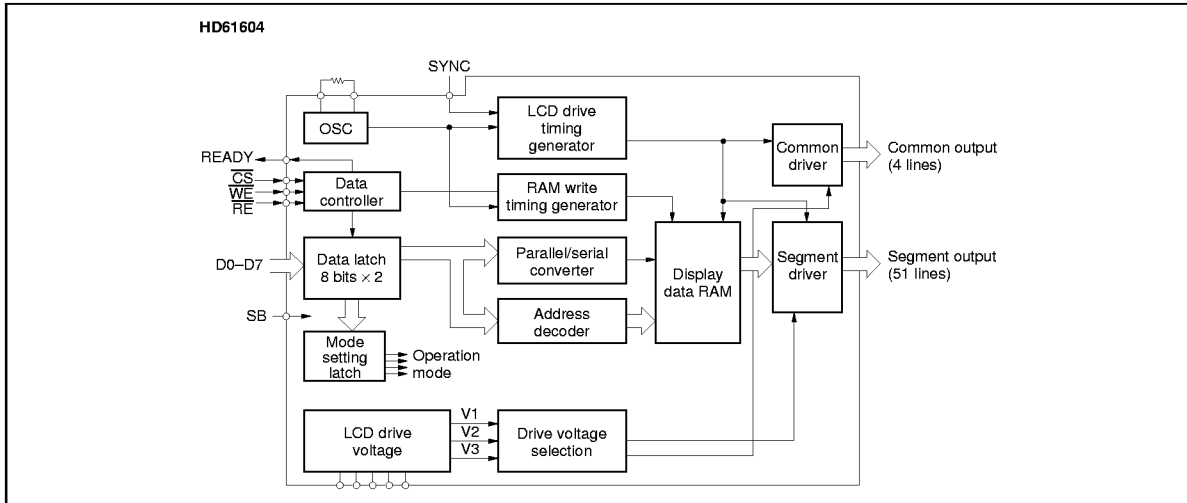 HD61604
SYNC
OSC
LCD drive
timing
generator
Common
driver
Common output
(4 lines)
READY
CS
WE
RE
Data
controller
RAM write
timing generator
D0–D7
Data latch
8 bits × 2
Parallel/serial
converter
Display
data RAM
Segment
driver
Segment output
(51 lines)
SB
Address
decoder
Mode
setting
latch
Operation
mode
LCD drive
voltage
V1
V2
V3
Drive voltage
selection